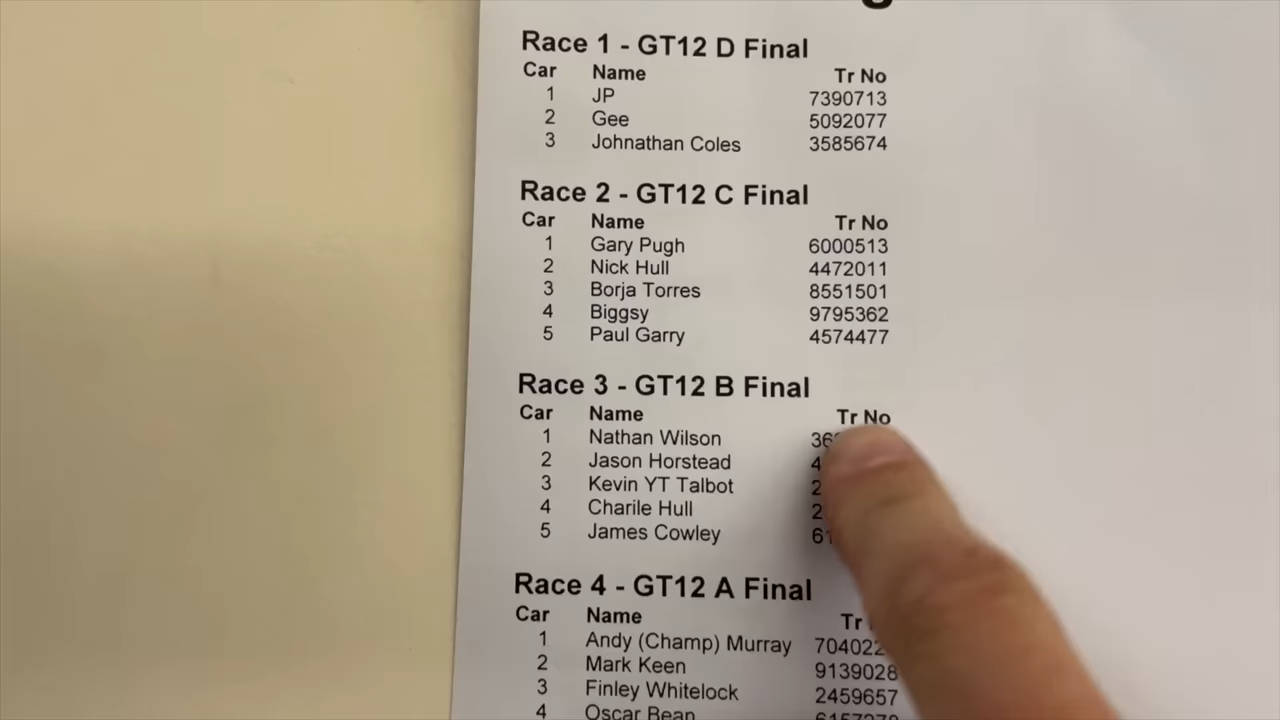 Race 1 - GT12 D Final
Car Name Tr No
1 JP 7390713
2 Gee 5092077
3 Johnathan Coles 3585674
Race 2 - GT12 C Final
Car Name Tr No
1 Gary Pugh 6000513
2 Nick Hull 4472011
3 Borja Torres 8551501
4 Biggsy 9795362
5 Paul Garry 4574477
Race 3 - GT12 B Final
Car Name Tr No
1 Nathan Wilson
2 Jason Horstead
3 Kevin YT Talbot
4 Charile Hull
5 James Cowley
Race 4 - GT12 A Final
Car Name Tr
1 Andy (Champ) Murray
2 Mark Keen 9139028
3 Finley Whitelock 2459657
4 Oscar Bean